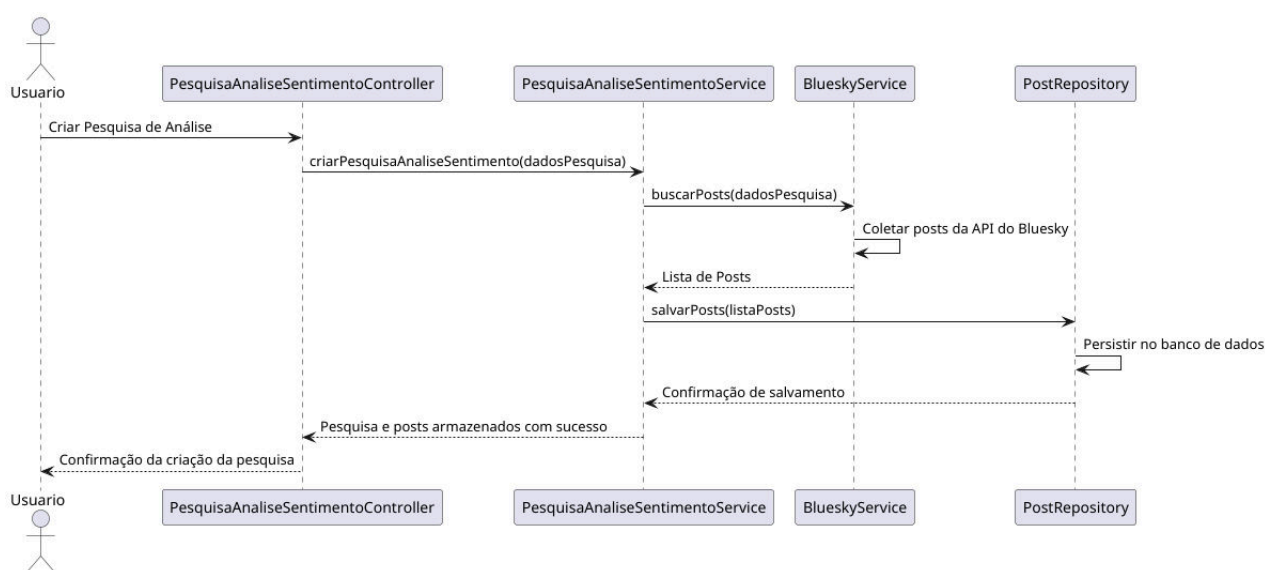 Usuario
PesquisaAnaliseSentimentoController
PesquisaAnaliseSentimentoService
BlueskyService
PostRepository
Criar Pesquisa de Análise
criarPesquisaAnaliseSentimento(dadosPesquisa)
buscarPosts(dadosPesquisa)
Coletar posts da API do Bluesky
Lista de Posts
salvarPosts(listaPosts)
Persistir no banco de dados
Confirmação de salvamento
Pesquisa e posts armazenados com sucesso
Confirmação da criação da pesquisa
Usuario
PesquisaAnaliseSentimentoController
PesquisaAnaliseSentimentoService
BlueskyService
PostRepository